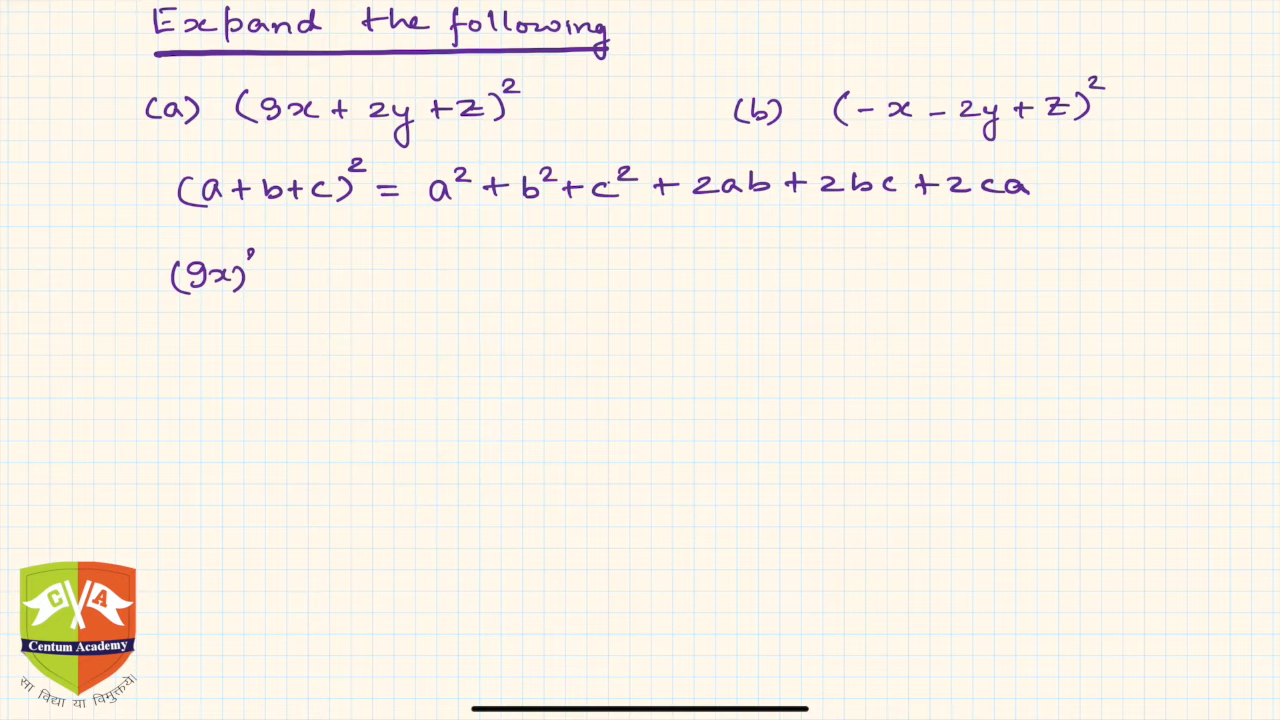 Expand the following
(a) (9x + 2y + z)² (b) (- x - 2y + z)²
(a + b + c)² = a² + b² + c² + 2ab + 2bc + 2ca
(9x)
C A
Centum Academy
सा विद्या या विमुक्तये